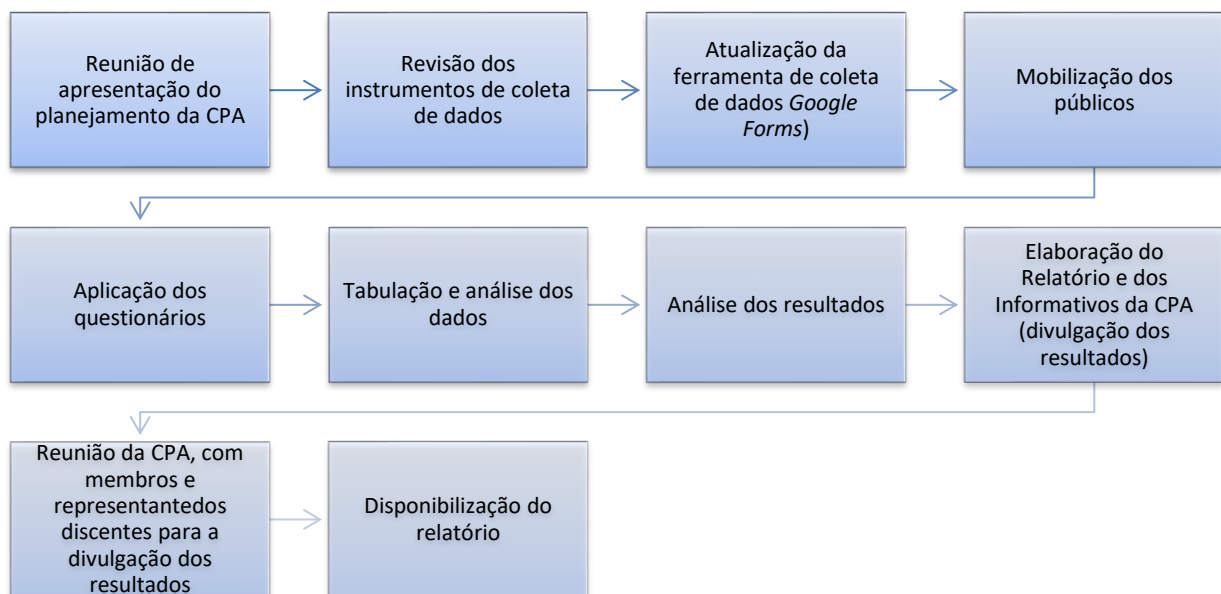 Reunião de
apresentação do
planejamento da CPA
Revisão dos
instrumentos de coleta
de dados
Atualização da
ferramenta de coleta
de dados Google
Forms)
Mobilização dos
públicos
Aplicação dos
questionários
Tabulação e análise dos
dados
Análise dos resultados
Elaboração do
Relatório e dos
Informativos da CPA
(divulgação dos
resultados)
Reunião da CPA, com
membros e
representantedos
discentes para a
divulgação dos
resultados
Disponibilização do
relatório